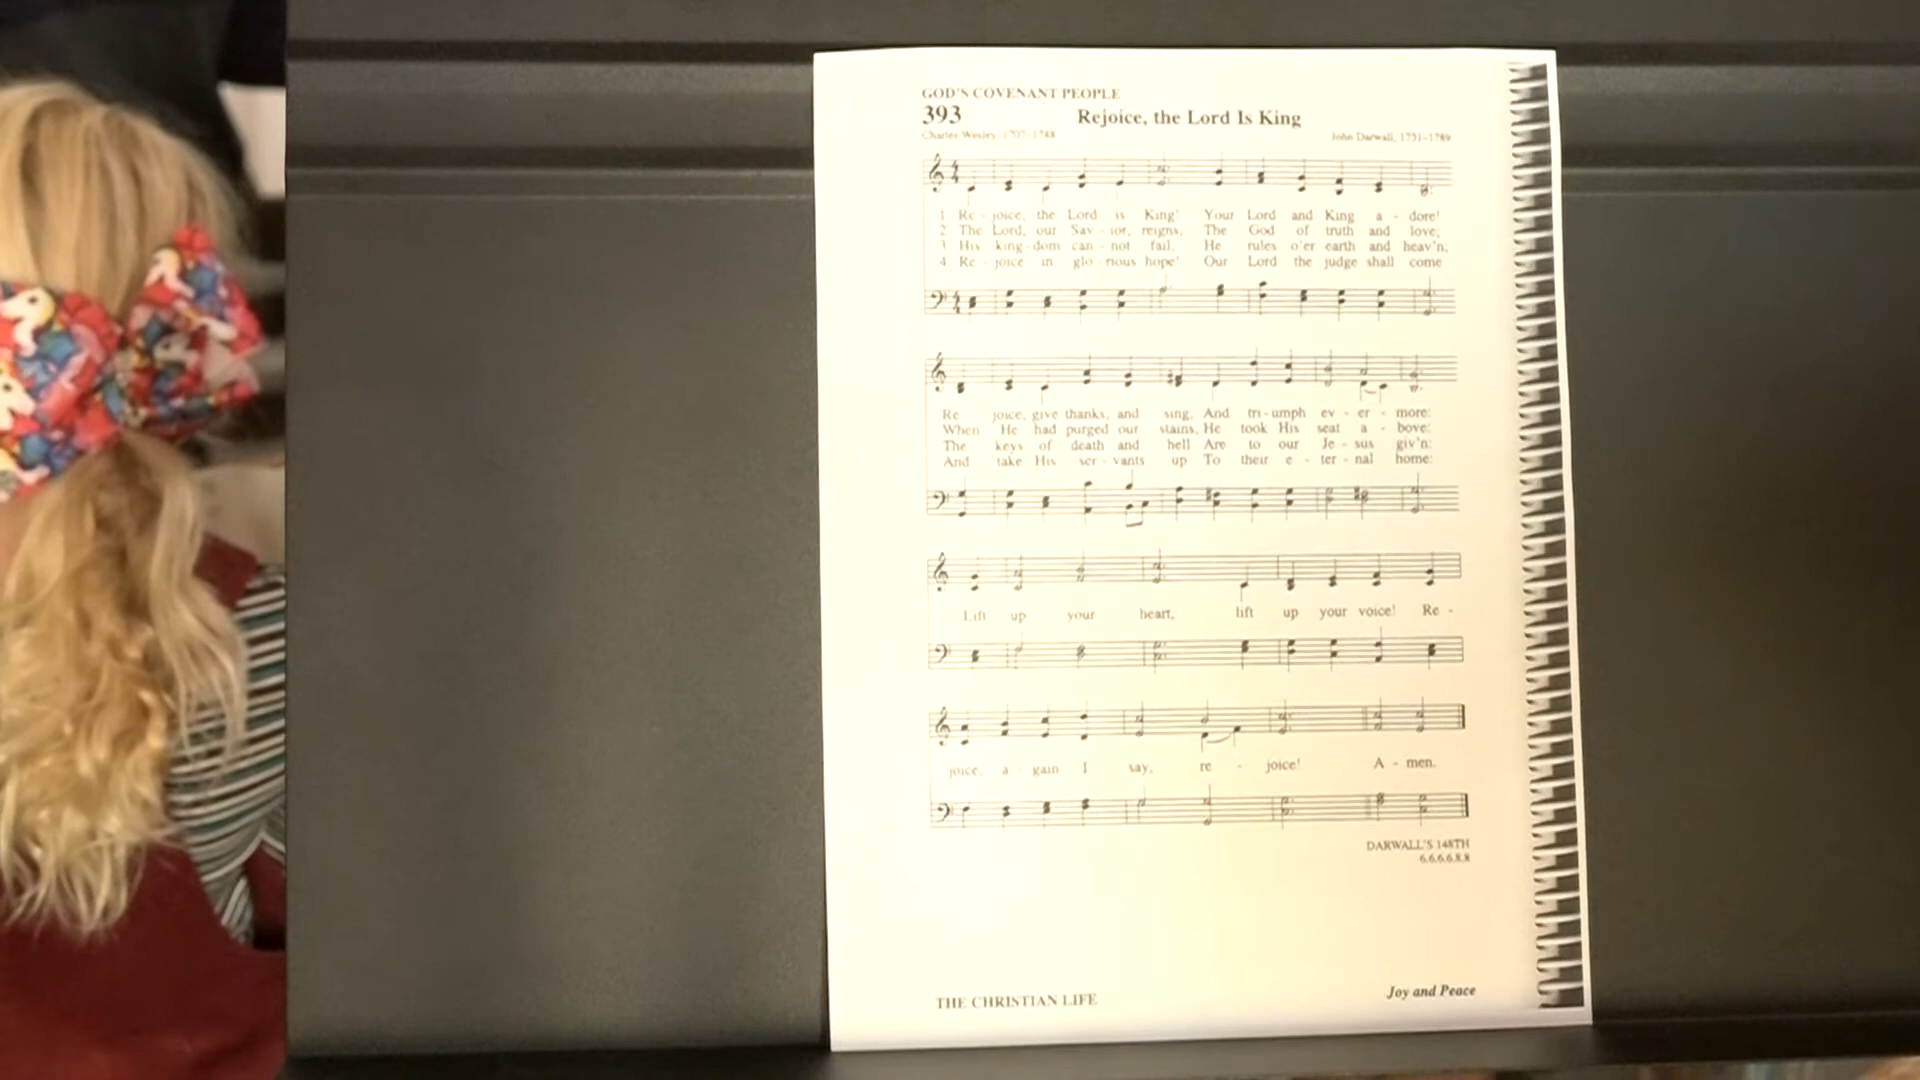 GOD'S COVENANT PEOPLE
393 Rejoice, the Lord Is King
Charles Wesley, 1707-1788 John Darwall, 1731-1789
1 Re - joice, the Lord is King! Your Lord and King a - dore!
2 The Lord, our Sav - ior, reigns, The God of truth and love;
3 His king - dom can - not fail, He rules o'er earth and heav'n;
4 Re - joice in glo - rious hope! Our Lord the judge shall come
Re joice, give thanks, and sing, And tri - umph ev - er - more:
When He had purged our stains, He took His seat a - bove:
The keys of death and hell Are to our Je - sus giv'n:
And take His ser - vants up To their e - ter - nal home:
Lift up your heart, lift up your voice! Re -
joice, a - gain I say, re - joice! A - men.
DARWALL'S 148TH
6.6.6.6.8.8
THE CHRISTIAN LIFE Joy and Peace